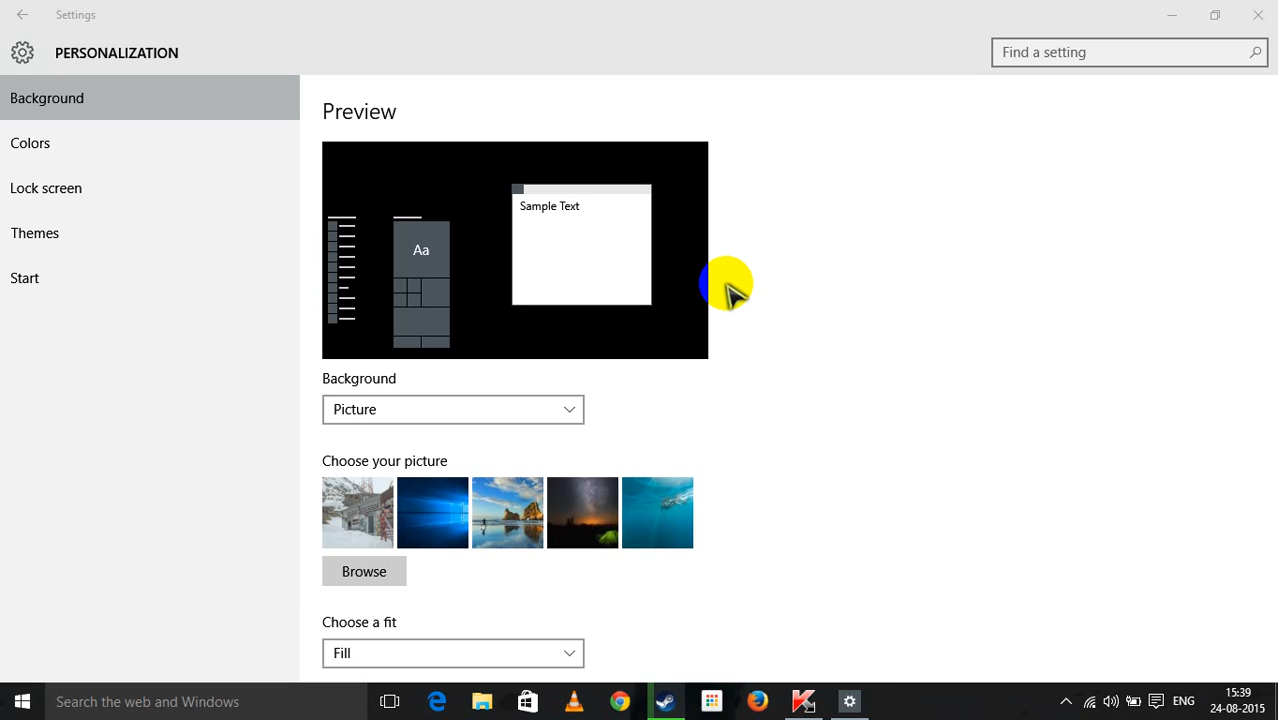 Settings
PERSONALIZATION
Find a setting
Background
Colors
Lock screen
Themes
Start
Preview
Sample Text
Aa
Background
Picture
Choose your picture
Browse
Choose a fit
Fill
Search the web and Windows
ENG
15:39
24-08-2015